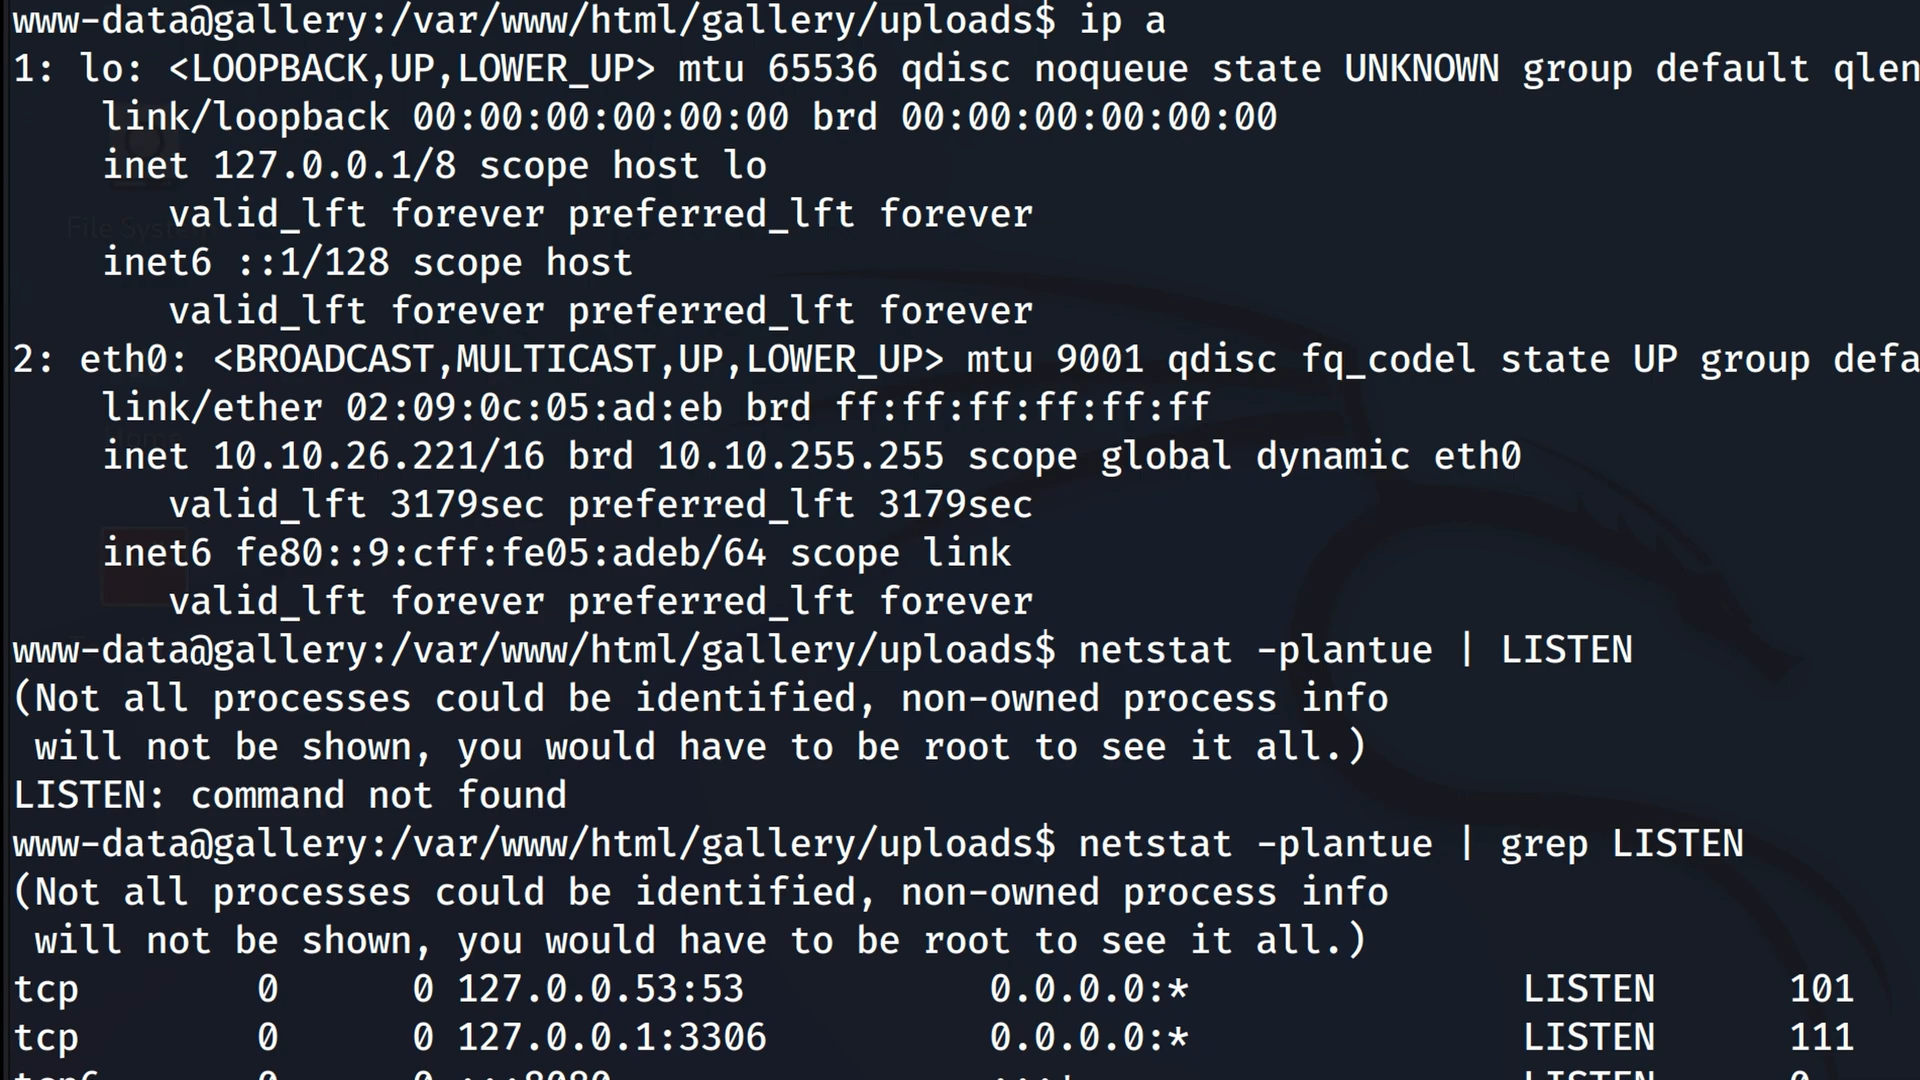 www-data@gallery:/var/www/html/gallery/uploads$ ip a
1: lo: <LOOPBACK,UP,LOWER_UP> mtu 65536 qdisc noqueue state UNKNOWN group default qlen
    link/loopback 00:00:00:00:00:00 brd 00:00:00:00:00:00
    inet 127.0.0.1/8 scope host lo
       valid_lft forever preferred_lft forever
    inet6 ::1/128 scope host
       valid_lft forever preferred_lft forever
2: eth0: <BROADCAST,MULTICAST,UP,LOWER_UP> mtu 9001 qdisc fq_codel state UP group defa
    link/ether 02:09:0c:05:ad:eb brd ff:ff:ff:ff:ff:ff
    inet 10.10.26.221/16 brd 10.10.255.255 scope global dynamic eth0
       valid_lft 3179sec preferred_lft 3179sec
    inet6 fe80::9:cff:fe05:adeb/64 scope link
       valid_lft forever preferred_lft forever
www-data@gallery:/var/www/html/gallery/uploads$ netstat -plantue | LISTEN
(Not all processes could be identified, non-owned process info
 will not be shown, you would have to be root to see it all.)
LISTEN: command not found
www-data@gallery:/var/www/html/gallery/uploads$ netstat -plantue | grep LISTEN
(Not all processes could be identified, non-owned process info
 will not be shown, you would have to be root to see it all.)
tcp        0      0 127.0.0.53:53           0.0.0.0:*               LISTEN      101
tcp        0      0 127.0.0.1:3306          0.0.0.0:*               LISTEN      111
tcp6       0      0 :::8080                 :::*                    LISTEN      0